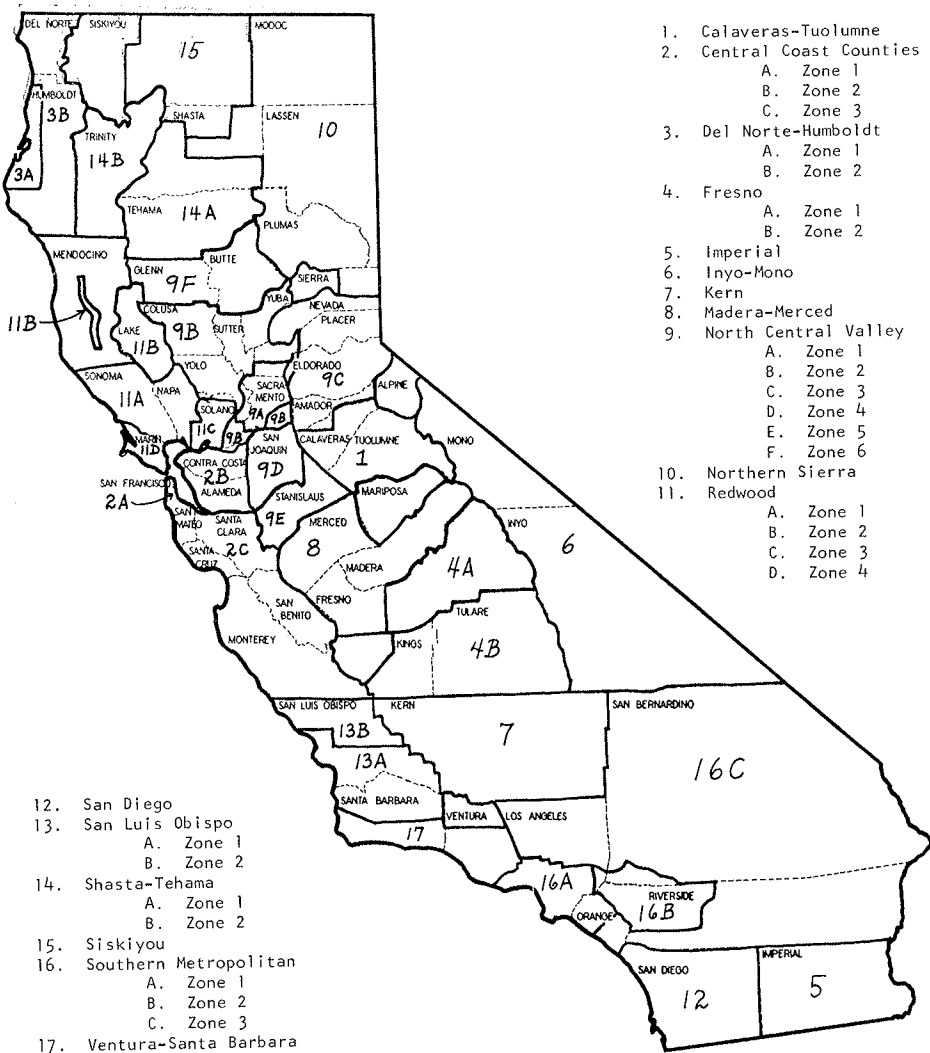 DEL NORTE
SISKIYOU
15
MODOC
HUMBOLDT
3B
SHASTA
LASSEN
10
TRINITY
14B
3A
TEHAMA
14A
PLUMAS
MENDOCINO
GLENN
9F
BUTTE
SIERRA
YUBA
NEVADA
11B
COLUSA
9B
SUTTER
PLACER
LAKE
11B
YOLO
ELDORADO
9C
SONOMA
11A
NAPA
SACRA
MENTO
9A
9B
ALPINE
SOLANO
11C
9B
AMADOR
MARIN
11D
SAN
JOAQUIN
9D
CALAVERAS
TUOLUMNE
1
MONO
CONTRA COSTA
2B
SAN FRANCISCO
2A
ALAMEDA
STANISLAUS
9E
MARIPOSA
SAN
MATEO
SANTA
CLARA
2C
MERCED
8
INYO
6
SANTA
CRUZ
MADERA
4A
SAN
BENITO
FRESNO
TULARE
4B
MONTEREY
KINGS
SAN LUIS OBISPO
13B
KERN
7
SAN BERNARDINO
16C
13A
SANTA BARBARA
VENTURA
LOS ANGELES
17
16A
RIVERSIDE
16B
ORANGE
SAN DIEGO
12
IMPERIAL
5
1. Calaveras-Tuolumne
2. Central Coast Counties
A. Zone 1
B. Zone 2
C. Zone 3
3. Del Norte-Humboldt
A. Zone 1
B. Zone 2
4. Fresno
A. Zone 1
B. Zone 2
5. Imperial
6. Inyo-Mono
7. Kern
8. Madera-Merced
9. North Central Valley
A. Zone 1
B. Zone 2
C. Zone 3
D. Zone 4
E. Zone 5
F. Zone 6
10. Northern Sierra
11. Redwood
A. Zone 1
B. Zone 2
C. Zone 3
D. Zone 4
12. San Diego
13. San Luis Obispo
A. Zone 1
B. Zone 2
14. Shasta-Tehama
A. Zone 1
B. Zone 2
15. Siskiyou
16. Southern Metropolitan
A. Zone 1
B. Zone 2
C. Zone 3
17. Ventura-Santa Barbara